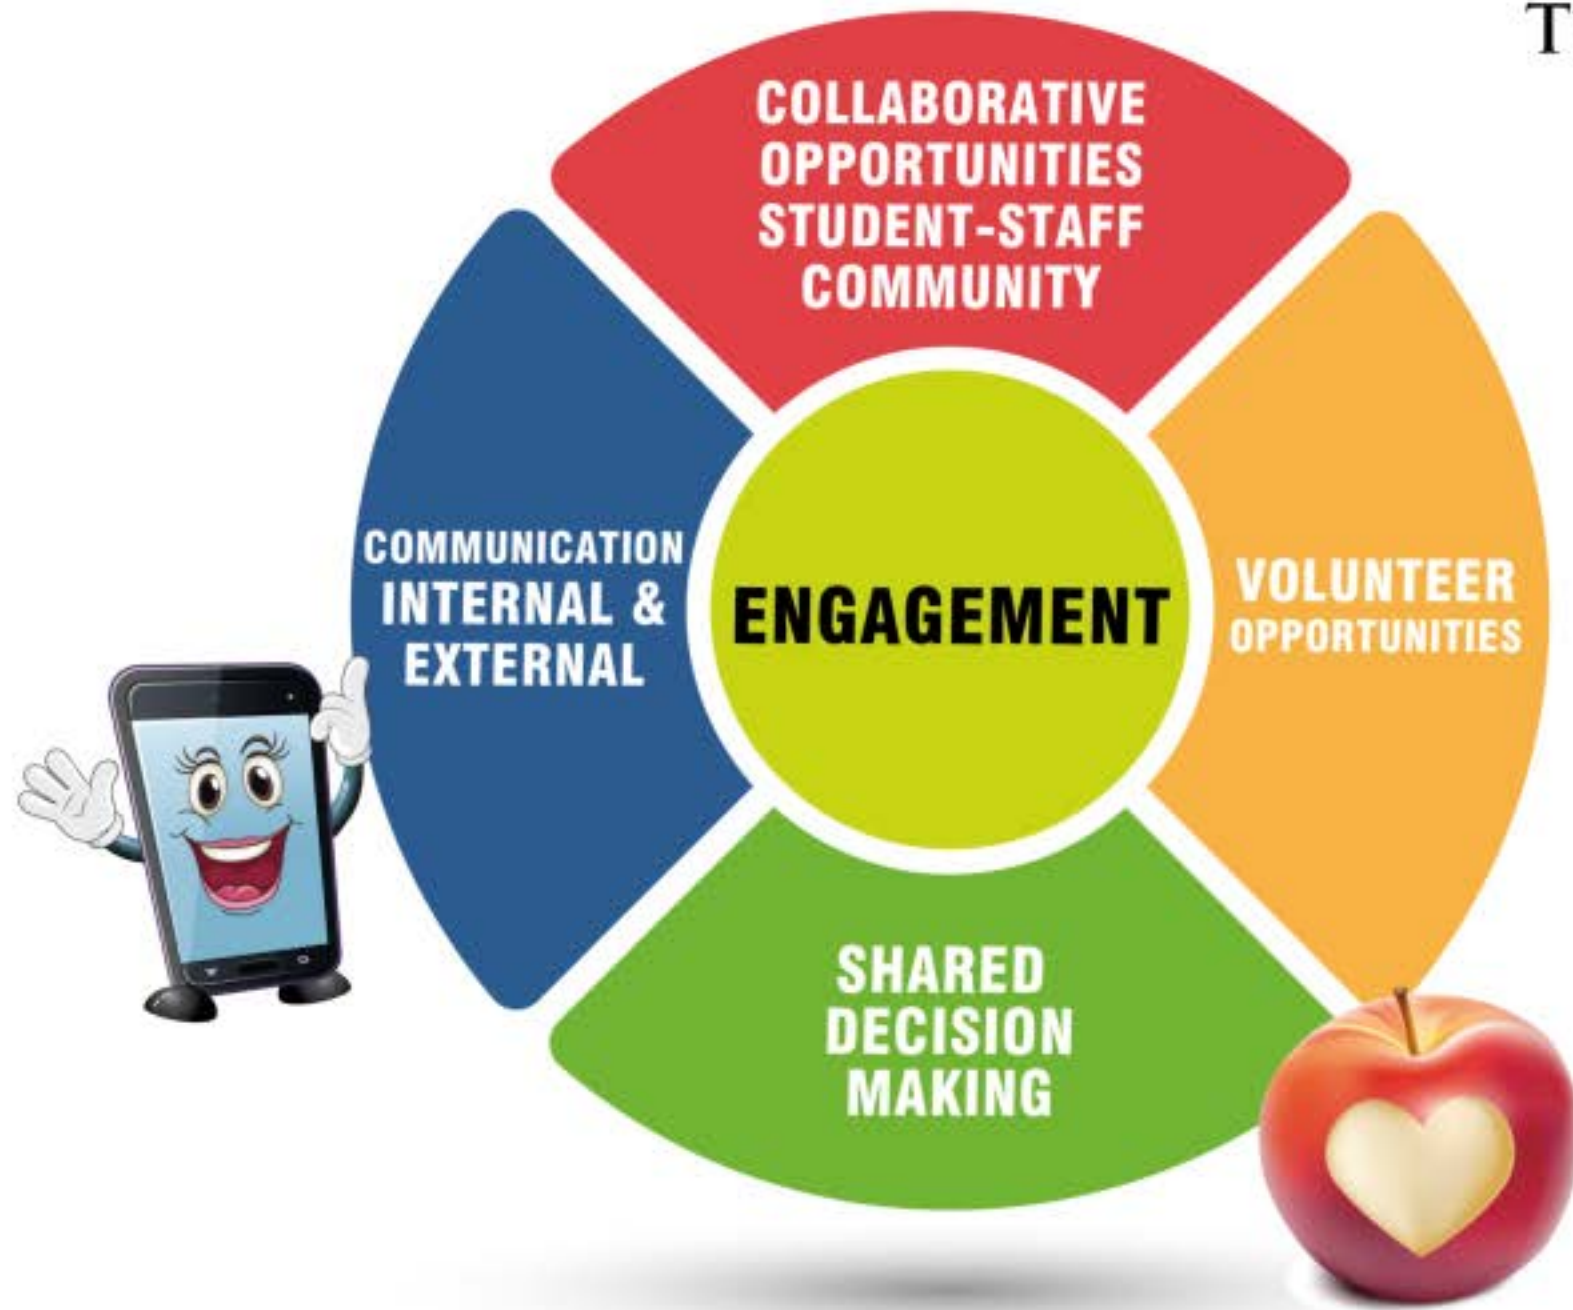 T
COLLABORATIVE
OPPORTUNITIES
STUDENT-STAFF
COMMUNITY
COMMUNICATION
INTERNAL &
EXTERNAL
ENGAGEMENT
VOLUNTEER
OPPORTUNITIES
SHARED
DECISION
MAKING